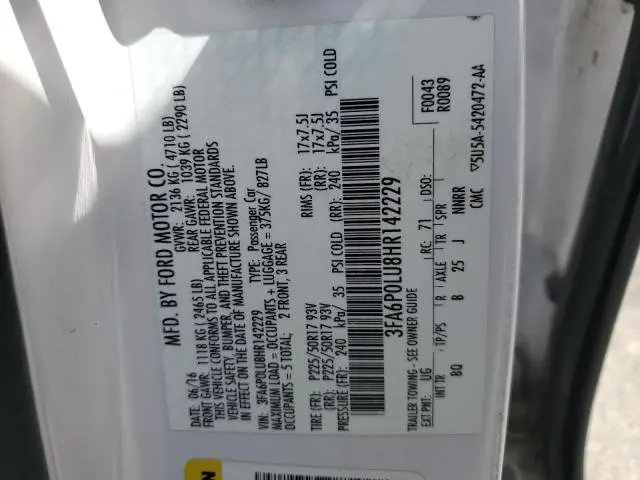 MFD. BY FORD MOTOR CO.
DATE: 06/16 GVWR: 2136 KG ( 4710 LB)
FRONT GAWR: 1118 KG ( 2465LB) REAR GAWR: 1039 KG ( 2290 LB)
THIS VEHICLE CONFORMS TO ALL APPLICABLE FEDERAL MOTOR
VEHICLE SAFETY, BUMPER, AND THEFT PREVENTION STANDARDS
IN EFFECT ON THE DATE OF MANUFACTURE SHOWN ABOVE.
VIN: 3FA6P0LU8HR142229 TYPE: Passenger Car
MAXIMUM LOAD = OCCUPANTS + LUGGAGE = 375KG/ 827LB
OCCUPANTS = 5 TOTAL; 2 FRONT, 3 REAR
TIRE (FR): P225/50R17 93V RIMS (FR): 17x7.5J
TIRE (RR): P225/50R17 93V (RR): 17x7.5J
PRESSURE (FR): 240 kPa/ 35 PSI COLD (RR): 240 kPa/ 35 PSI COLD
3FA6P0LU8HR142229
TRAILER TOWING - SEE OWNER GUIDE F0043
R0089
EXT PNT: UG RC: 71 DSO:
INT TR TP/PS R AXLE TR SPR
BQ B 25 J NNRR
CMC ▽5U5A-5420472-AA